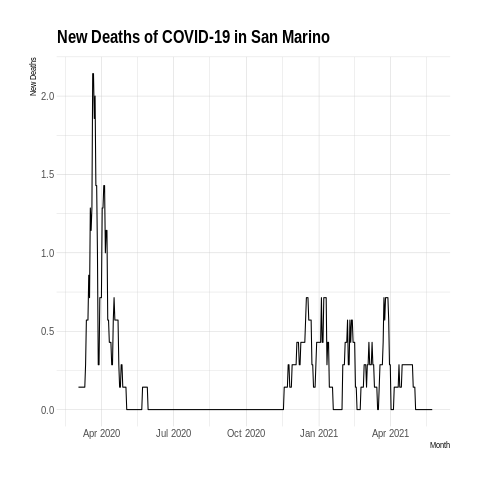 New Deaths of COVID-19 in San Marino
New Deaths
2.0
1.5
1.0
0.5
0.0
Apr 2020 Jul 2020 Oct 2020 Jan 2021 Apr 2021
Month